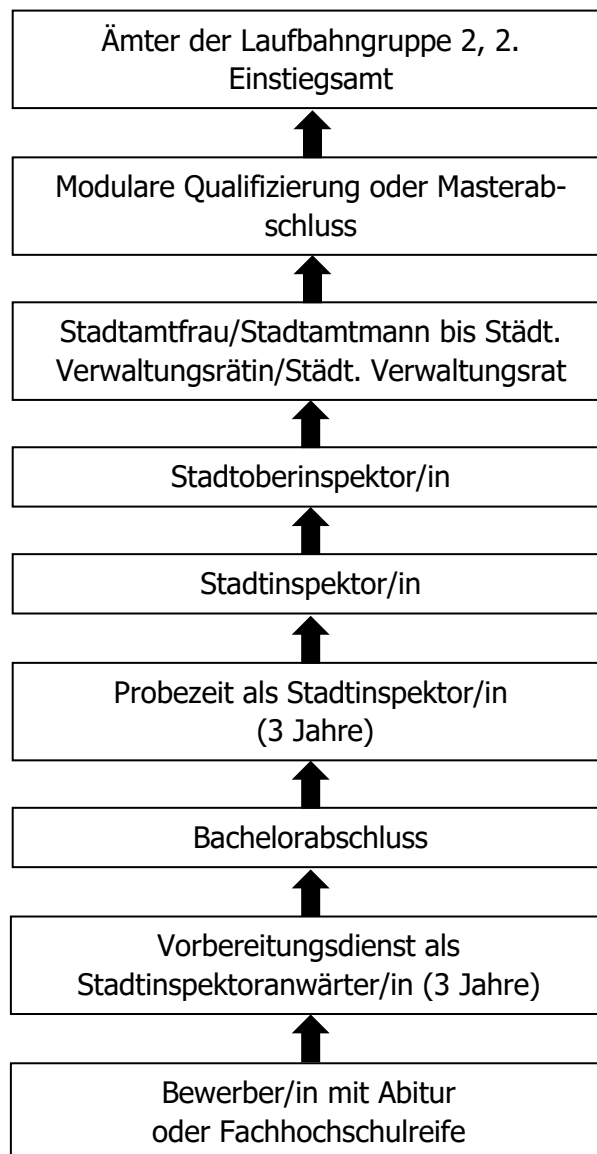 Ämter der Laufbahngruppe 2, 2.
Einstiegsamt
Modulare Qualifizierung oder Masterab-
schluss
Stadtamtfrau/Stadtamtmann bis Städt.
Verwaltungsrätin/Städt. Verwaltungsrat
Stadtoberinspektor/in
Stadtinspektor/in
Probezeit als Stadtinspektor/in
(3 Jahre)
Bachelorabschluss
Vorbereitungsdienst als
Stadtinspektoranwärter/in (3 Jahre)
Bewerber/in mit Abitur
oder Fachhochschulreife